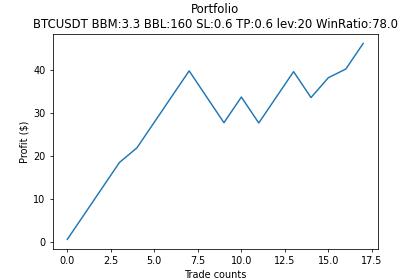 Portfolio
BTCUSDT BBM:3.3 BBL:160 SL:0.6 TP:0.6 lev:20 WinRatio:78.0
Profit ($)
40
30
20
10
0
0.0 2.5 5.0 7.5 10.0 12.5 15.0 17.5
Trade counts